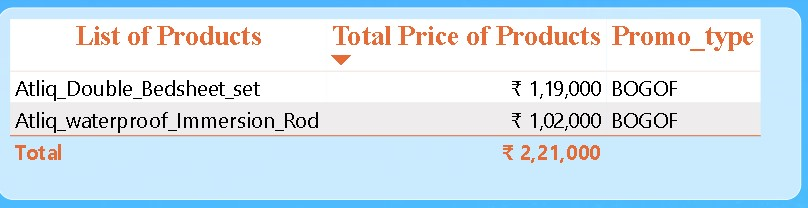 List of Products Total Price of Products Promo_type
Atliq_Double_Bedsheet_set ₹ 1,19,000 BOGOF
Atliq_waterproof_Immersion_Rod ₹ 1,02,000 BOGOF
Total ₹ 2,21,000